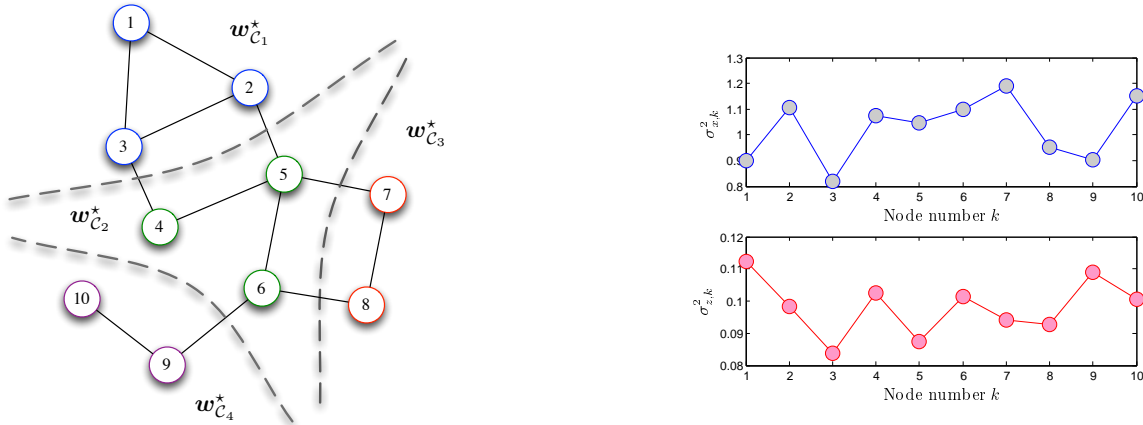 1
w⋆C1
2
3
w⋆C3
5
7
w⋆C2
4
6
10
8
9
w⋆C4
1.3
1.2
1.1
1
0.9
0.8
σ²x,k
1 2 3 4 5 6 7 8 9 10
Node number k
0.12
0.11
0.1
0.09
0.08
σ²z,k
1 2 3 4 5 6 7 8 9 10
Node number k